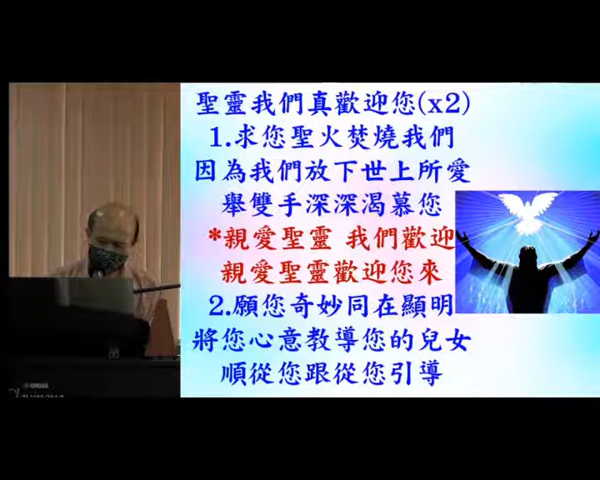 聖靈我們真歡迎您(x2)
1.求您聖火焚燒我們
因為我們放下世上所愛
舉雙手深深渴慕您
*親愛聖靈 我們歡迎
親愛聖靈歡迎您來
2.願您奇妙同在顯明
將您心意教導您的兒女
順從您跟從您引導
YAMAHA